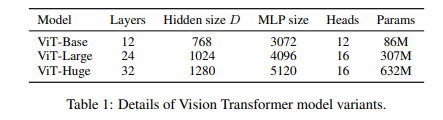 Model Layers Hidden size D MLP size Heads Params
ViT-Base 12 768 3072 12 86M
ViT-Large 24 1024 4096 16 307M
ViT-Huge 32 1280 5120 16 632M
Table 1: Details of Vision Transformer model variants.